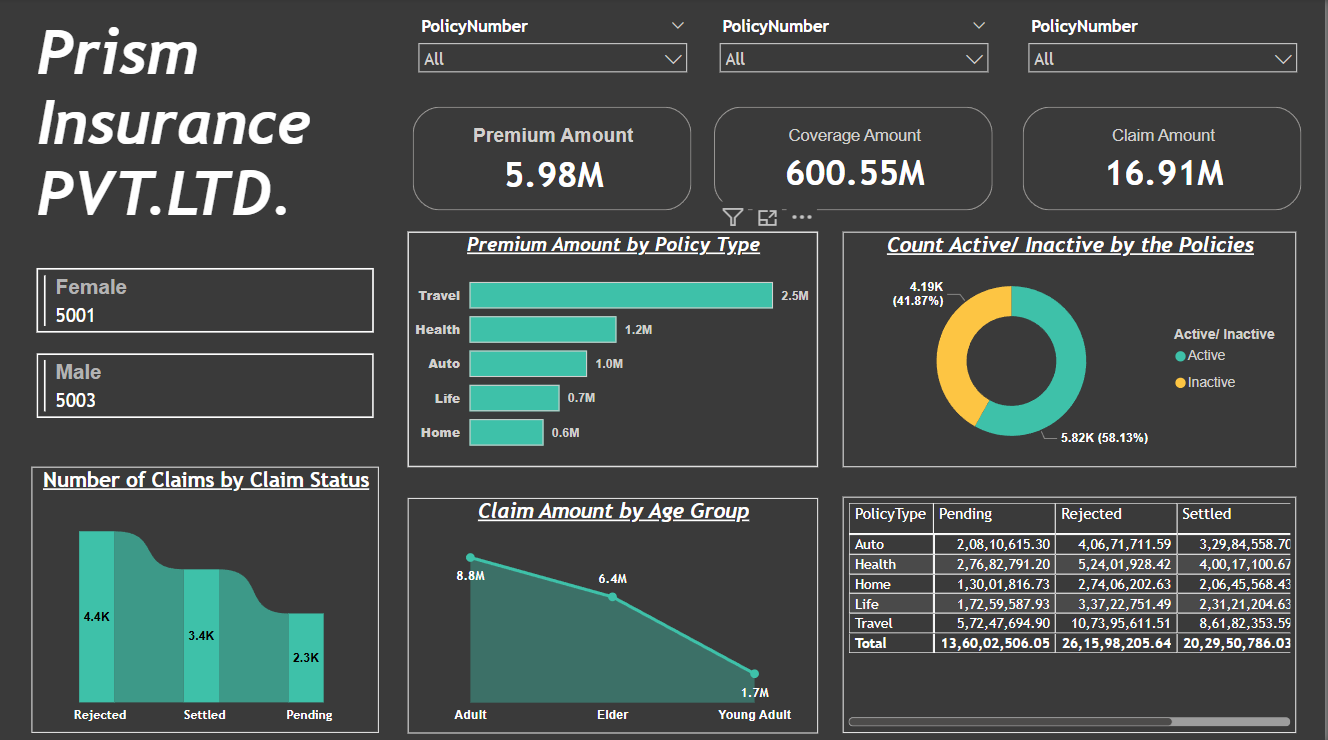 Prism
Insurance
PVT.LTD.
PolicyNumber
All
PolicyNumber
All
PolicyNumber
All
Premium Amount
5.98M
Coverage Amount
600.55M
Claim Amount
16.91M
Female
5001
Male
5003
Premium Amount by Policy Type
Travel 2.5M
Health 1.2M
Auto 1.0M
Life 0.7M
Home 0.6M
Count Active/ Inactive by the Policies
4.19K
(41.87%)
5.82K (58.13%)
Active/ Inactive
Active
Inactive
Number of Claims by Claim Status
4.4K
3.4K
2.3K
Rejected Settled Pending
Claim Amount by Age Group
8.8M
6.4M
1.7M
Adult Elder Young Adult
PolicyType Pending Rejected Settled
Auto 2,08,10,615.30 4,06,71,711.59 3,29,84,558.70
Health 2,76,82,791.20 5,24,01,928.42 4,00,17,100.67
Home 1,30,01,816.73 2,74,06,202.63 2,06,45,568.43
Life 1,72,59,587.93 3,37,22,751.49 2,31,21,204.63
Travel 5,72,47,694.90 10,73,95,611.51 8,61,82,353.59
Total 13,60,02,506.05 26,15,98,205.64 20,29,50,786.03